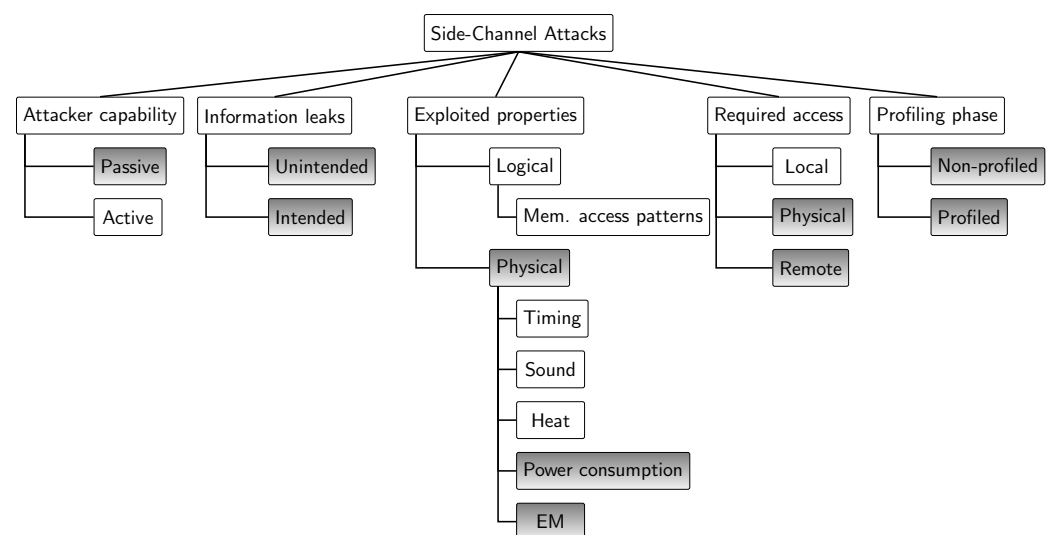 Side-Channel Attacks
Attacker capability
Passive
Active
Information leaks
Unintended
Intended
Exploited properties
Logical
Mem. access patterns
Physical
Timing
Sound
Heat
Power consumption
EM
Required access
Local
Physical
Remote
Profiling phase
Non-profiled
Profiled